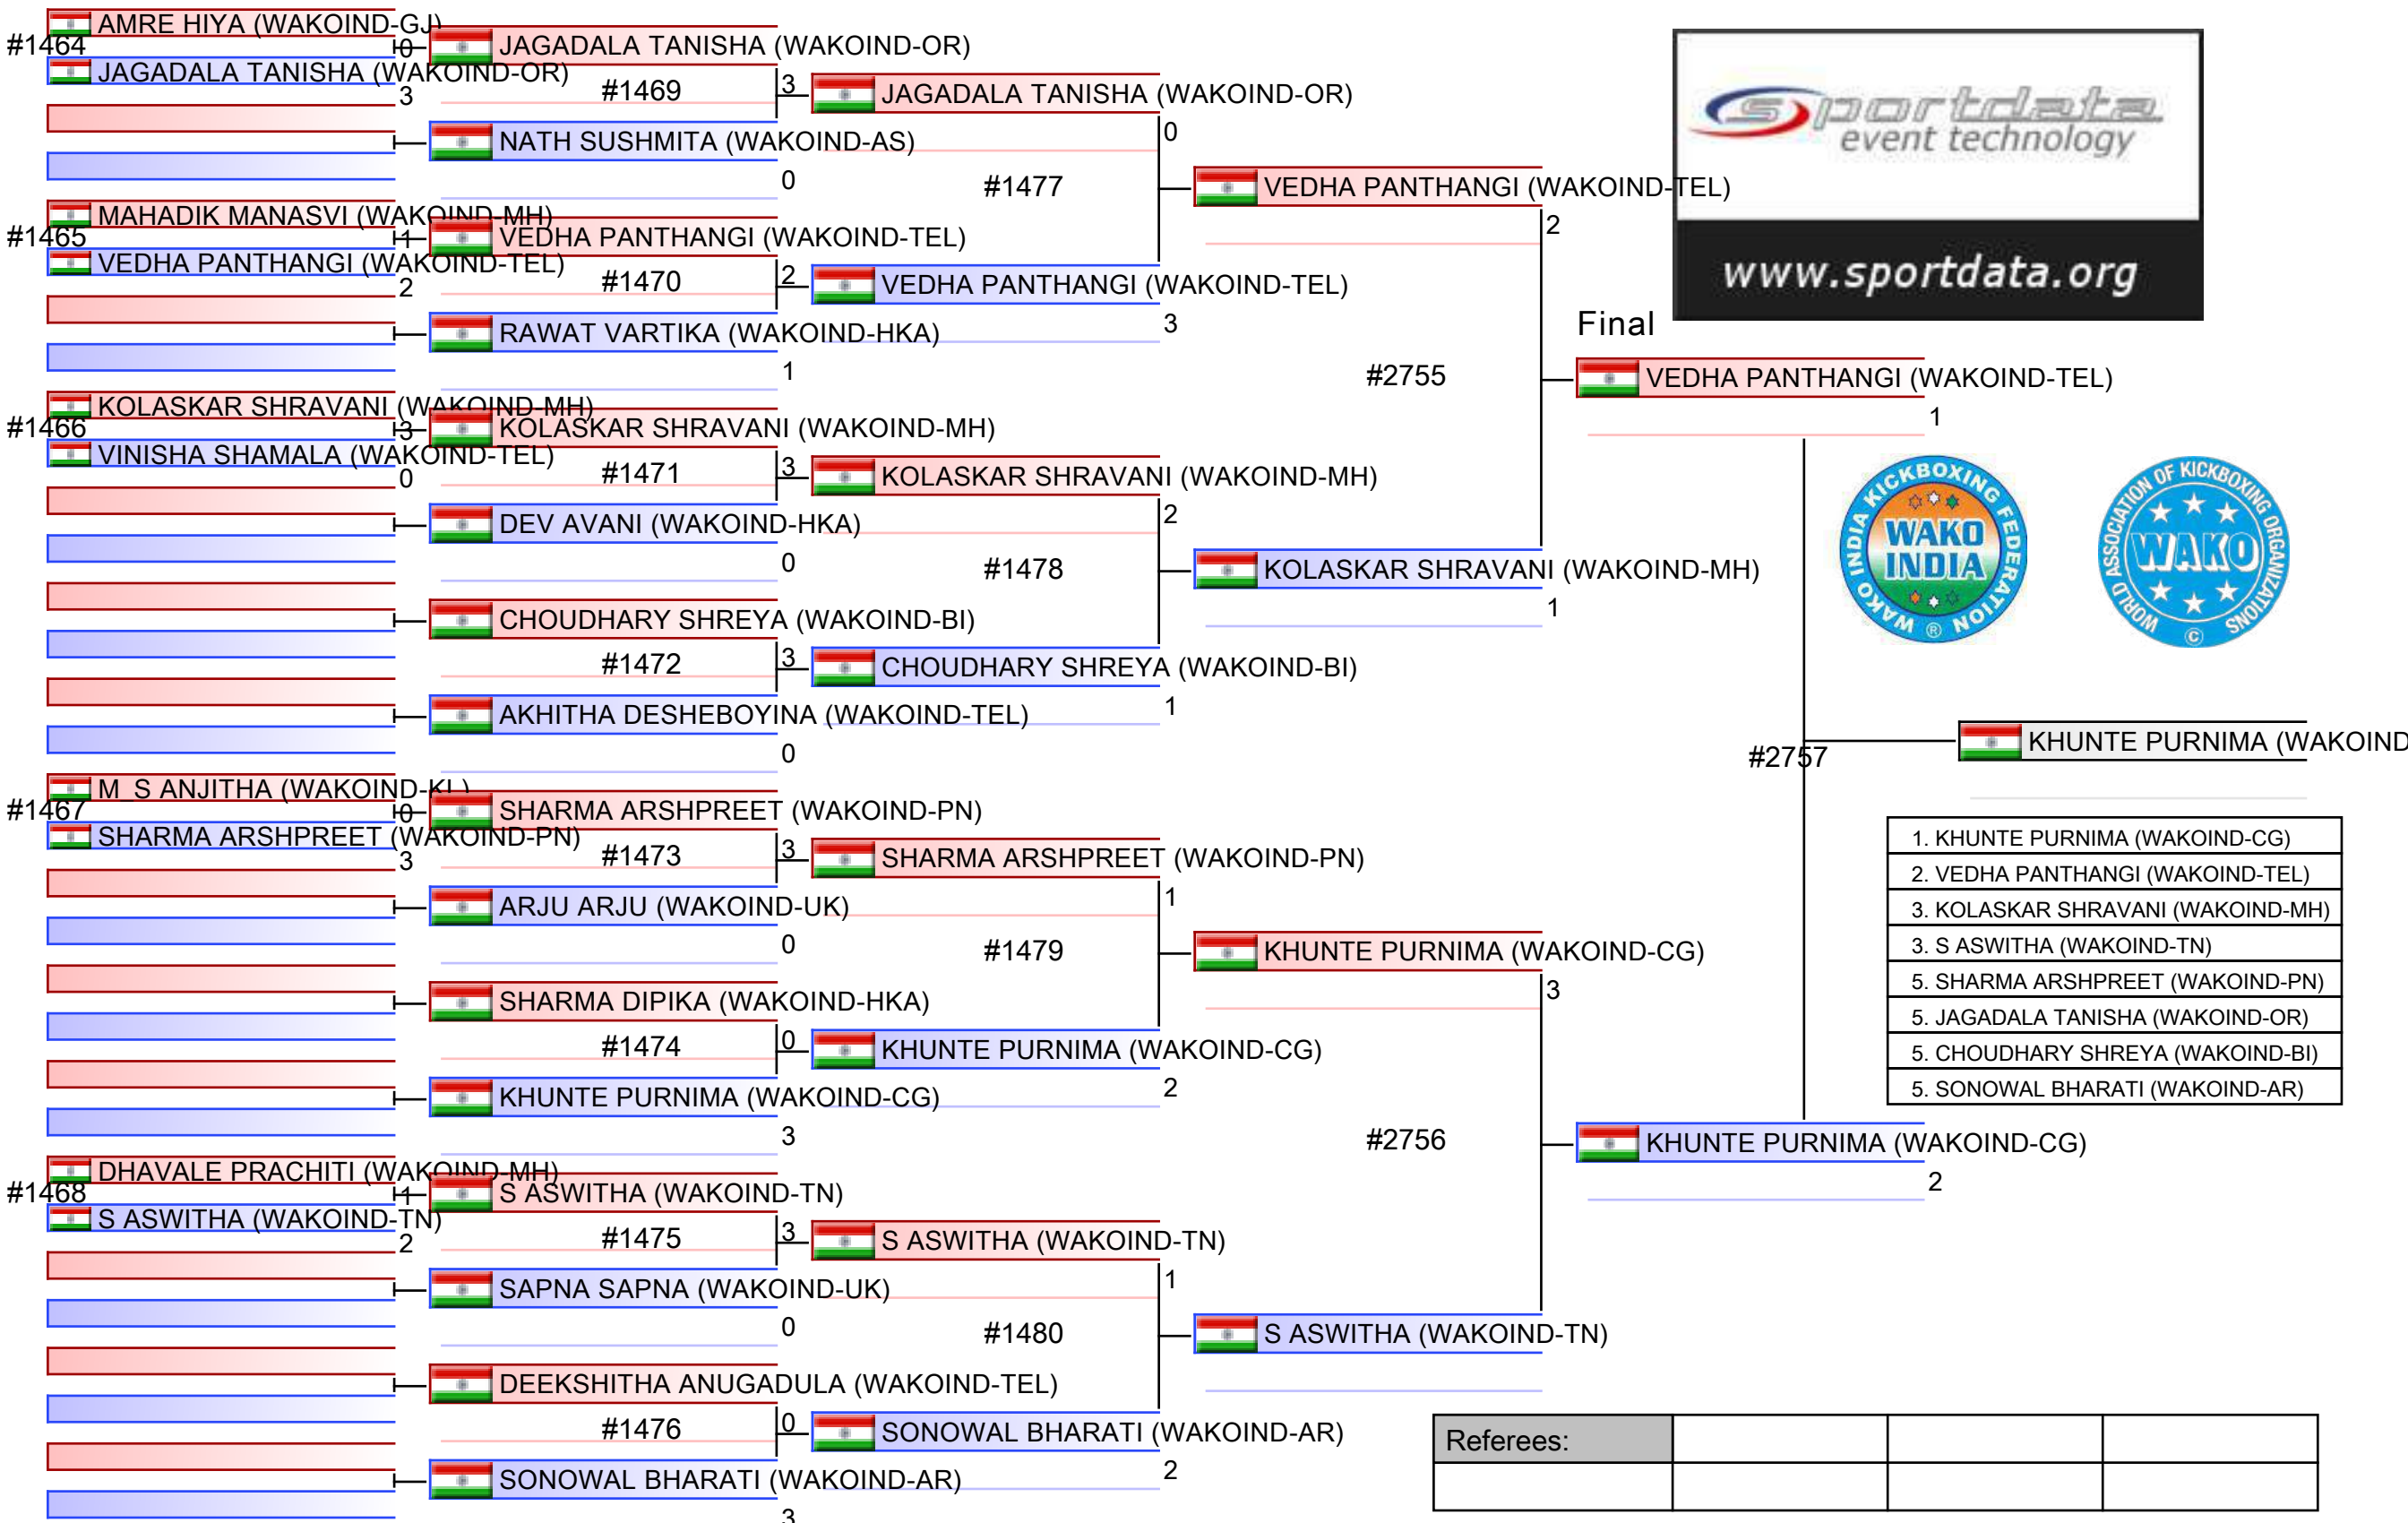 AMRE HIYA (WAKOIND-GJ)
#1464
0
JAGADALA TANISHA (WAKOIND-OR)
3
MAHADIK MANASVI (WAKOIND-MH)
#1465
1
VEDHA PANTHANGI (WAKOIND-TEL)
2
KOLASKAR SHRAVANI (WAKOIND-MH)
#1466
3
VINISHA SHAMALA (WAKOIND-TEL)
0
M_S ANJITHA (WAKOIND-KL)
#1467
0
SHARMA ARSHPREET (WAKOIND-PN)
3
DHAVALE PRACHITI (WAKOIND-MH)
#1468
1
S ASWITHA (WAKOIND-TN)
2
JAGADALA TANISHA (WAKOIND-OR)
#1469
3
NATH SUSHMITA (WAKOIND-AS)
0
VEDHA PANTHANGI (WAKOIND-TEL)
#1470
2
RAWAT VARTIKA (WAKOIND-HKA)
1
KOLASKAR SHRAVANI (WAKOIND-MH)
#1471
3
DEV AVANI (WAKOIND-HKA)
0
CHOUDHARY SHREYA (WAKOIND-BI)
#1472
3
AKHITHA DESHEBOYINA (WAKOIND-TEL)
0
SHARMA ARSHPREET (WAKOIND-PN)
#1473
3
ARJU ARJU (WAKOIND-UK)
0
SHARMA DIPIKA (WAKOIND-HKA)
#1474
0
KHUNTE PURNIMA (WAKOIND-CG)
3
S ASWITHA (WAKOIND-TN)
#1475
3
SAPNA SAPNA (WAKOIND-UK)
0
DEEKSHITHA ANUGADULA (WAKOIND-TEL)
#1476
0
SONOWAL BHARATI (WAKOIND-AR)
3
JAGADALA TANISHA (WAKOIND-OR)
0
#1477
VEDHA PANTHANGI (WAKOIND-TEL)
3
KOLASKAR SHRAVANI (WAKOIND-MH)
2
#1478
CHOUDHARY SHREYA (WAKOIND-BI)
1
SHARMA ARSHPREET (WAKOIND-PN)
1
#1479
KHUNTE PURNIMA (WAKOIND-CG)
2
S ASWITHA (WAKOIND-TN)
1
#1480
SONOWAL BHARATI (WAKOIND-AR)
2
VEDHA PANTHANGI (WAKOIND-TEL)
2
#2755
KOLASKAR SHRAVANI (WAKOIND-MH)
1
KHUNTE PURNIMA (WAKOIND-CG)
3
#2756
S ASWITHA (WAKOIND-TN)
Final
VEDHA PANTHANGI (WAKOIND-TEL)
1
#2757
KHUNTE PURNIMA (WAKOIND-CG)
2
KHUNTE PURNIMA (WAKOIND
sportdata
event technology
www.sportdata.org
WAKO INDIA KICKBOXING FEDERATION ®
WAKO
INDIA
WORLD ASSOCIATION OF KICKBOXING ORGANIZATIONS ©
WAKO
1. KHUNTE PURNIMA (WAKOIND-CG)
2. VEDHA PANTHANGI (WAKOIND-TEL)
3. KOLASKAR SHRAVANI (WAKOIND-MH)
3. S ASWITHA (WAKOIND-TN)
5. SHARMA ARSHPREET (WAKOIND-PN)
5. JAGADALA TANISHA (WAKOIND-OR)
5. CHOUDHARY SHREYA (WAKOIND-BI)
5. SONOWAL BHARATI (WAKOIND-AR)
Referees: